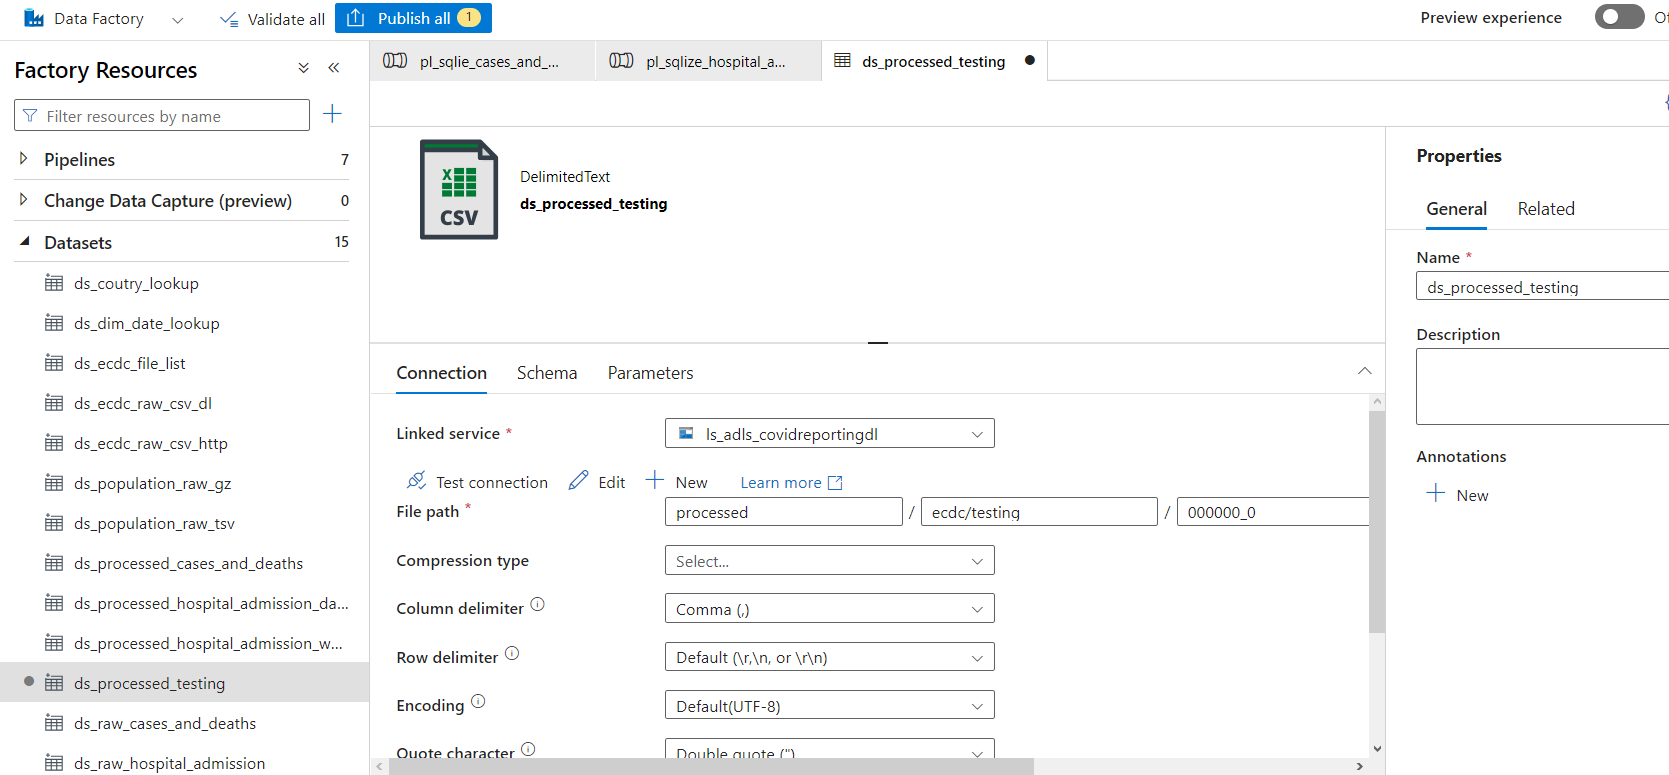 Data Factory
Validate all
Publish all 1
Preview experience
Factory Resources
Filter resources by name
Pipelines 7
Change Data Capture (preview) 0
Datasets 15
ds_coutry_lookup
ds_dim_date_lookup
ds_ecdc_file_list
ds_ecdc_raw_csv_dl
ds_ecdc_raw_csv_http
ds_population_raw_gz
ds_population_raw_tsv
ds_processed_cases_and_deaths
ds_processed_hospital_admission_da...
ds_processed_hospital_admission_w...
ds_processed_testing
ds_raw_cases_and_deaths
ds_raw_hospital_admission
pl_sqlie_cases_and_...
pl_sqlize_hospital_a...
ds_processed_testing
CSV
DelimitedText
ds_processed_testing
Connection
Schema
Parameters
Linked service *
ls_adls_covidreportingdl
Test connection
Edit
New
Learn more
File path *
processed / ecdc/testing / 000000_0
Compression type
Select...
Column delimiter
Comma (,)
Row delimiter
Default (\r,\n, or \r\n)
Encoding
Default(UTF-8)
Quote character
Double quote (")
Properties
General
Related
Name *
ds_processed_testing
Description
Annotations
New